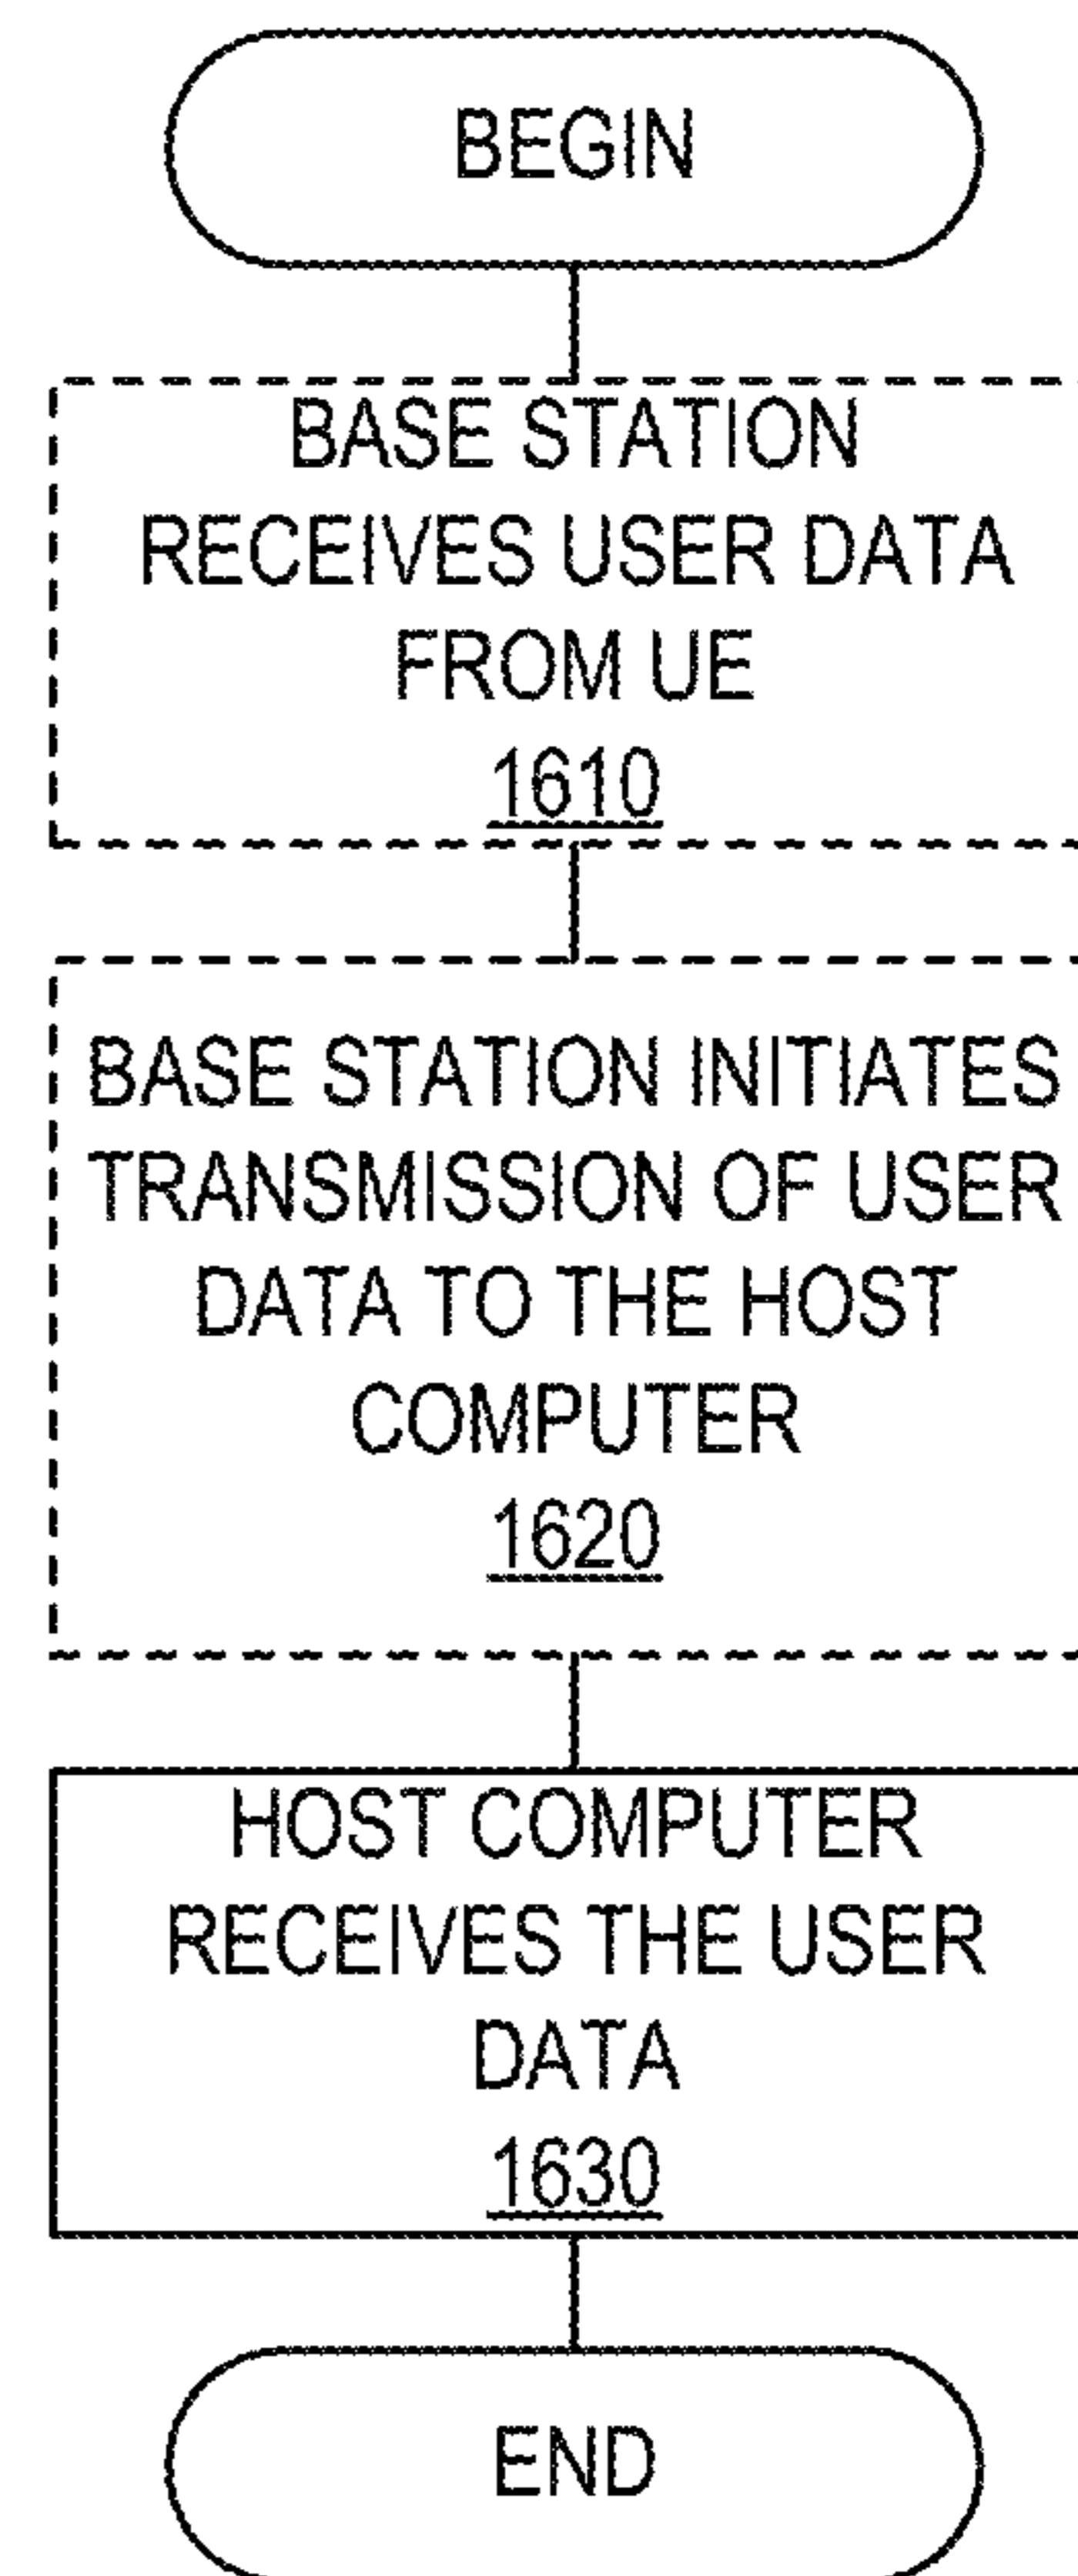 BEGIN
BASE STATION
RECEIVES USER DATA
FROM UE
1610
BASE STATION INITIATES
TRANSMISSION OF USER
DATA TO THE HOST
COMPUTER
1620
HOST COMPUTER
RECEIVES THE USER
DATA
1630
END